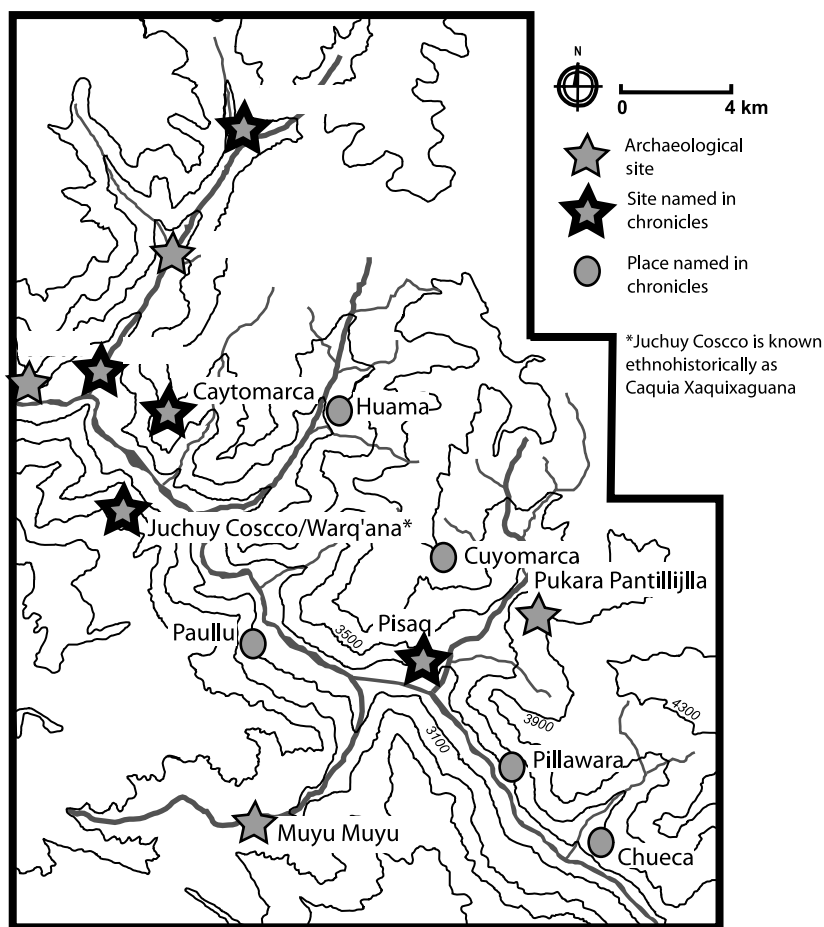 N
0 4 km
Archaeological
site
Site named in
chronicles
Place named in
chronicles
*Juchuy Coscco is known
ethnohistorically as
Caquia Xaquixaguana
Caytomarca
Huama
Juchuy Coscco/Warq'ana*
Cuyomarca
Pukara Pantillijlla
Paullu
3500
Pisaq
3900
4300
3100
Pillawara
Muyu Muyu
Chueca